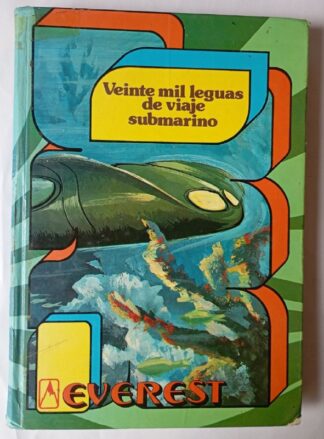 Veinte mil leguas
de viaje
submarino
EVEREST